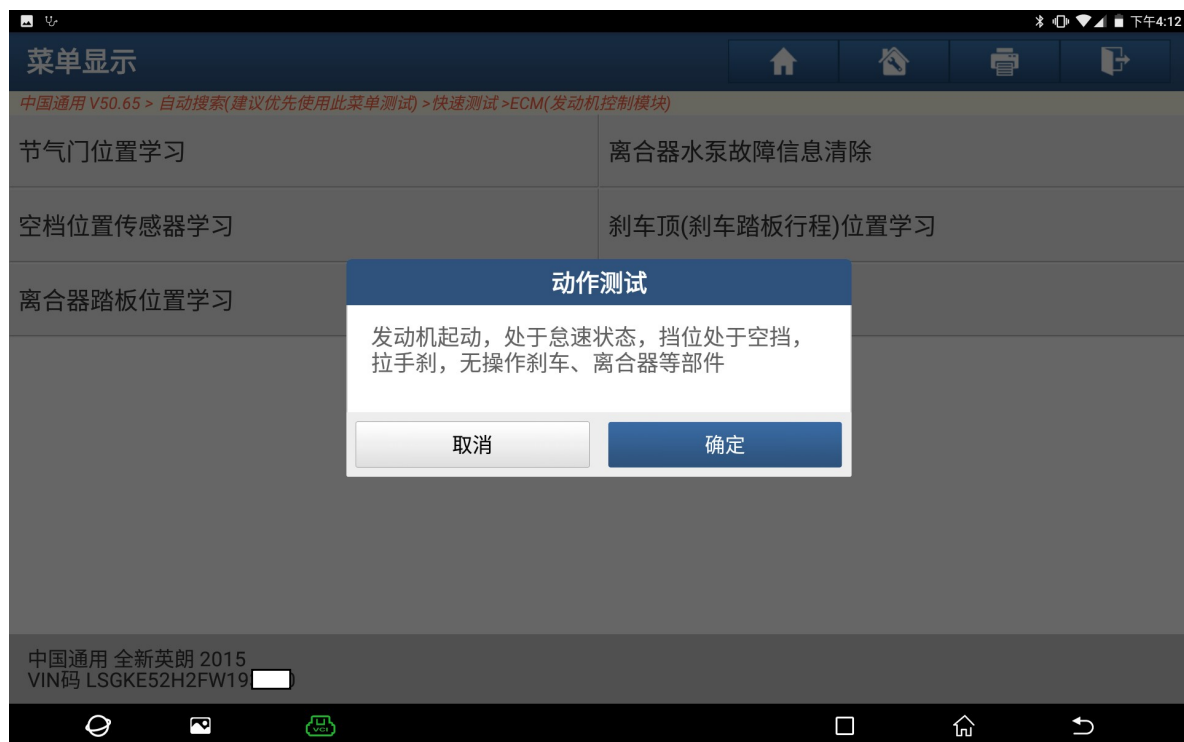 下午4:12
菜单显示
中国通用 V50.65 > 自动搜索(建议优先使用此菜单测试) >快速测试 >ECM(发动机控制模块)
节气门位置学习
离合器水泵故障信息清除
空档位置传感器学习
刹车顶(刹车踏板行程)位置学习
离合器踏板位置学习
动作测试
发动机起动，处于怠速状态，挡位处于空挡，
拉手刹，无操作刹车、离合器等部件
取消
确定
中国通用 全新英朗 2015
VIN码 LSGKE52H2FW19
VCI